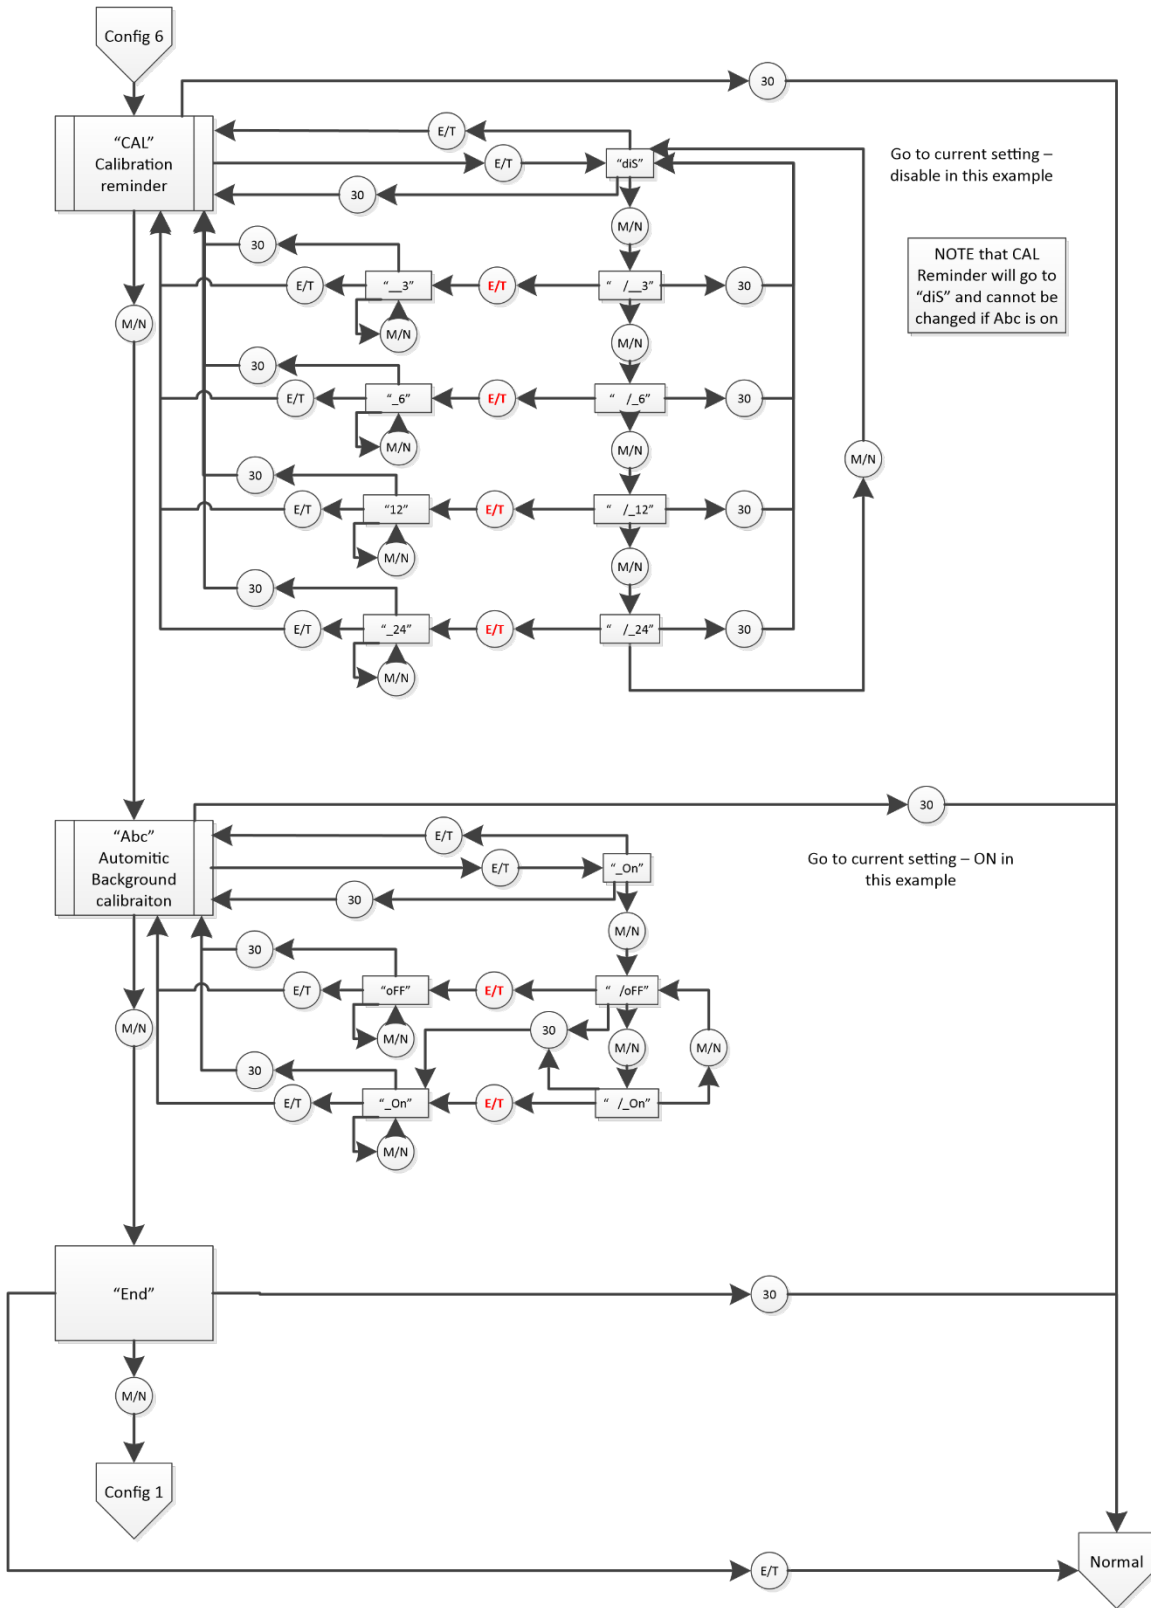 Config 6
30
“CAL”
Calibration
reminder
E/T
E/T
“diS”
30
Go to current setting –
disable in this example
M/N
NOTE that CAL
Reminder will go to
“diS” and cannot be
changed if Abc is on
30
E/T
“__3”
E/T
“ /__3”
30
M/N
M/N
M/N
30
E/T
“_6”
E/T
“ /_6”
30
M/N
M/N
M/N
30
E/T
“12”
E/T
“ /_12”
30
M/N
M/N
30
E/T
“_24”
E/T
“ /_24”
30
M/N
30
“Abc”
Automitic
Background
calibraiton
E/T
E/T
“_On”
30
Go to current setting – ON in
this example
M/N
30
E/T
“oFF”
E/T
“ /oFF”
M/N
M/N
30
M/N
M/N
30
E/T
“_On”
E/T
“ /_On”
M/N
“End”
30
M/N
Config 1
E/T
Normal